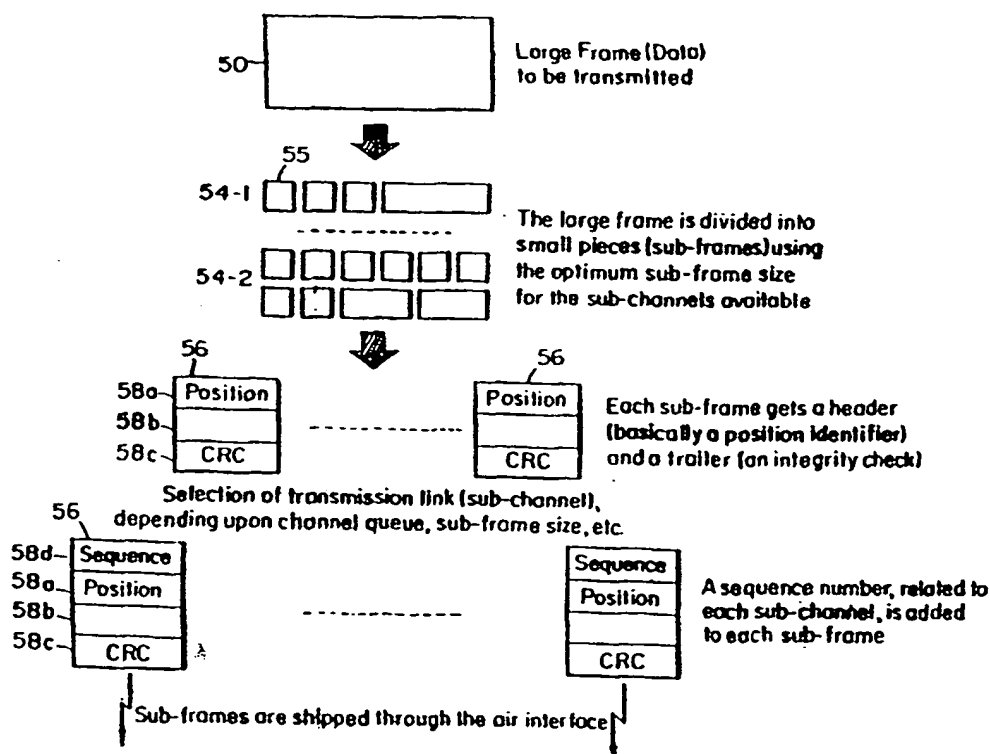 50
Large Frame (Data)
to be transmitted
55
54-1
The large frame is divided into
small pieces (sub-frames) using
the optimum sub-frame size
for the sub-channels available
54-2
56
56
58a
Position
Position
58b
58c
CRC
CRC
Each sub-frame gets a header
(basically a position identifier)
and a trailer (an integrity check)
Selection of transmission link (sub-channel),
depending upon channel queue, sub-frame size, etc.
56
58d
Sequence
Sequence
58a
Position
Position
58b
58c
CRC
CRC
A sequence number, related to
each sub-channel, is added
to each sub-frame
Sub-frames are shipped through the air interface